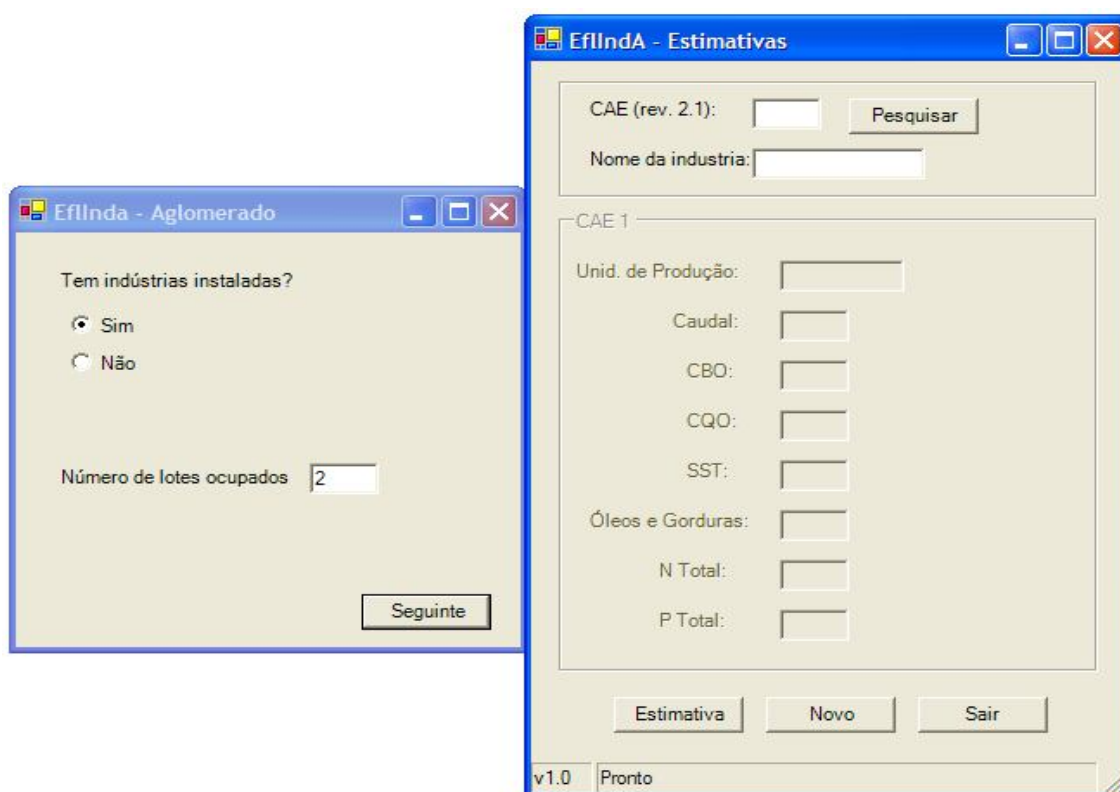 EflInda - Aglomerado
Tem indústrias instaladas?
Sim
Não
Número de lotes ocupados 2
Seguinte
EflIndA - Estimativas
CAE (rev. 2.1):
Pesquisar
Nome da industria:
CAE 1
Unid. de Produção:
Caudal:
CBO:
CQO:
SST:
Óleos e Gorduras:
N Total:
P Total:
Estimativa
Novo
Sair
v1.0
Pronto